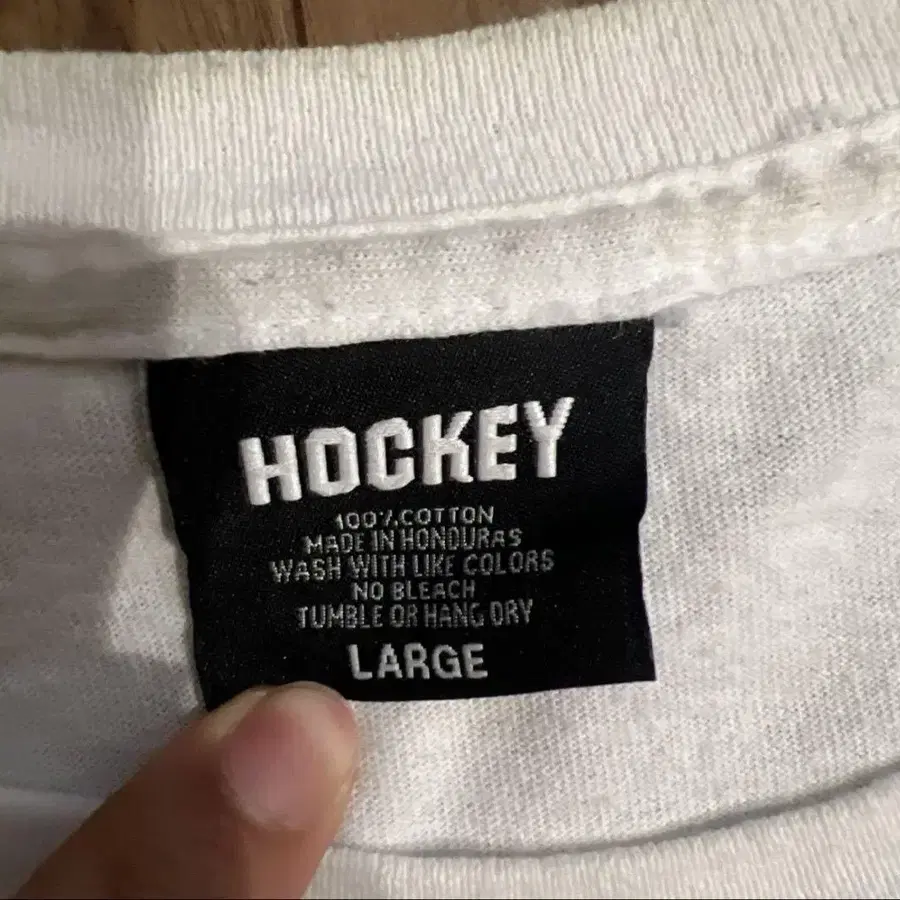 HOCKEY
100% COTTON
MADE IN HONDURAS
WASH WITH LIKE COLORS
NO BLEACH
TUMBLE OR HANG DRY
LARGE